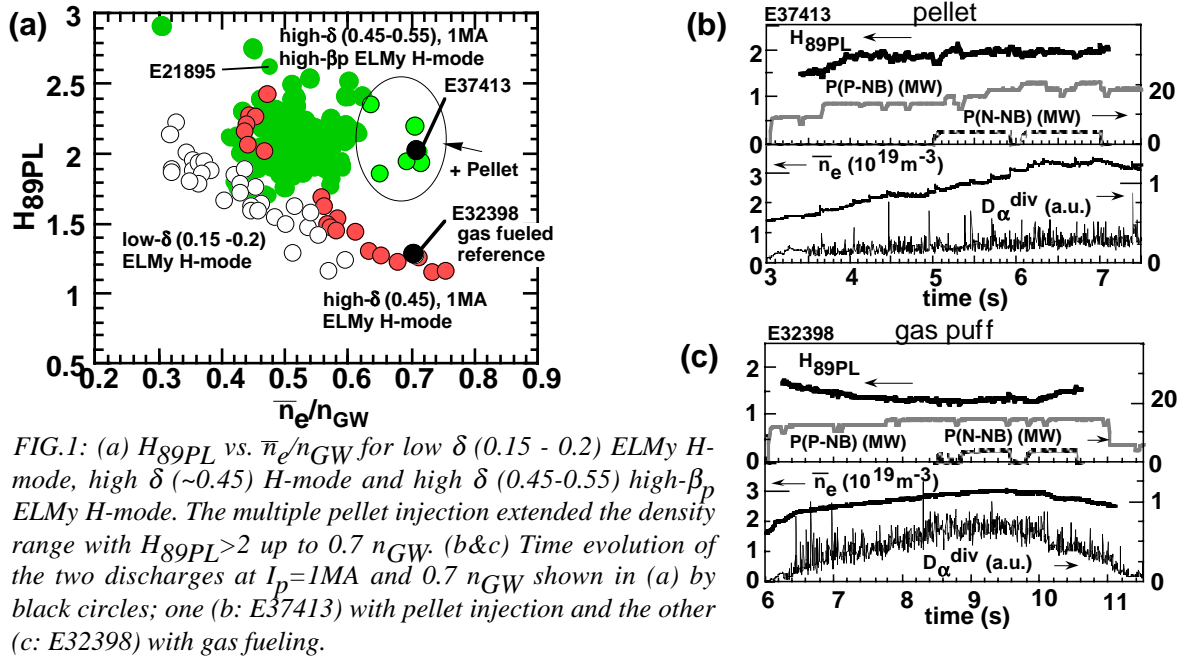 (a)
3
2.5
2
1.5
1
0.5
H89PL
0.2 0.3 0.4 0.5 0.6 0.7 0.8 0.9
n̅e/nGW
high-δ (0.45-0.55), 1MA
high-βp ELMy H-mode
E21895
E37413
+ Pellet
E32398
gas fueled
reference
low-δ (0.15 -0.2)
ELMy H-mode
high-δ (0.45), 1MA
ELMy H-mode
(b)
E37413 pellet
H89PL
2
1
0
P(P-NB) (MW)
P(N-NB) (MW)
20
0
n̅e (10^19m^-3)
3
2
1
0
Dα^div (a.u.)
1
0
3 4 5 6 7
time (s)
(c)
E32398 gas puff
H89PL
2
1
0
P(P-NB) (MW)
P(N-NB) (MW)
20
0
n̅e (10^19m^-3)
3
2
1
0
Dα^div (a.u.)
1
0
6 7 8 9 10 11
time (s)
FIG.1: (a) H89PL vs. n̅e/nGW for low δ (0.15 - 0.2) ELMy H-
mode, high δ (~0.45) H-mode and high δ (0.45-0.55) high-βp
ELMy H-mode. The multiple pellet injection extended the density
range with H89PL>2 up to 0.7 nGW. (b&c) Time evolution of
the two discharges at Ip=1MA and 0.7 nGW shown in (a) by
black circles; one (b: E37413) with pellet injection and the other
(c: E32398) with gas fueling.